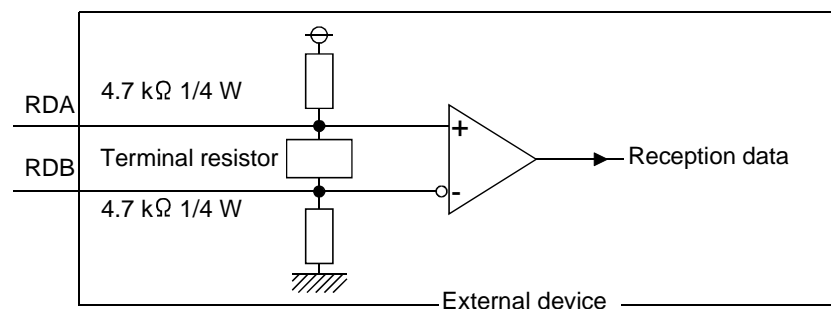 4.7 kΩ 1/4 W
RDA
+
Terminal resistor
Reception data
RDB
-
4.7 kΩ 1/4 W
External device